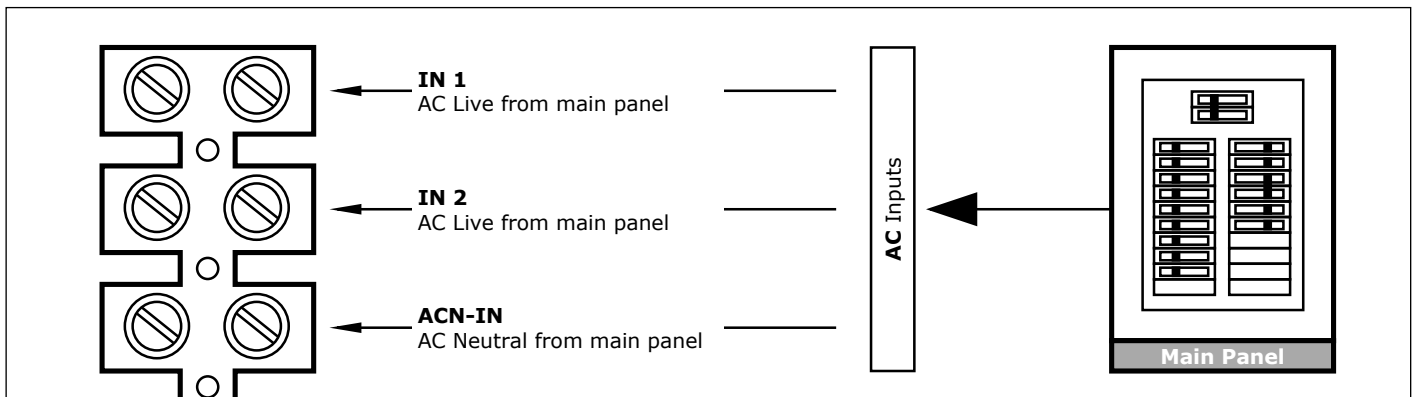 IN 1
AC Live from main panel
IN 2
AC Live from main panel
ACN-IN
AC Neutral from main panel
AC Inputs
Main Panel